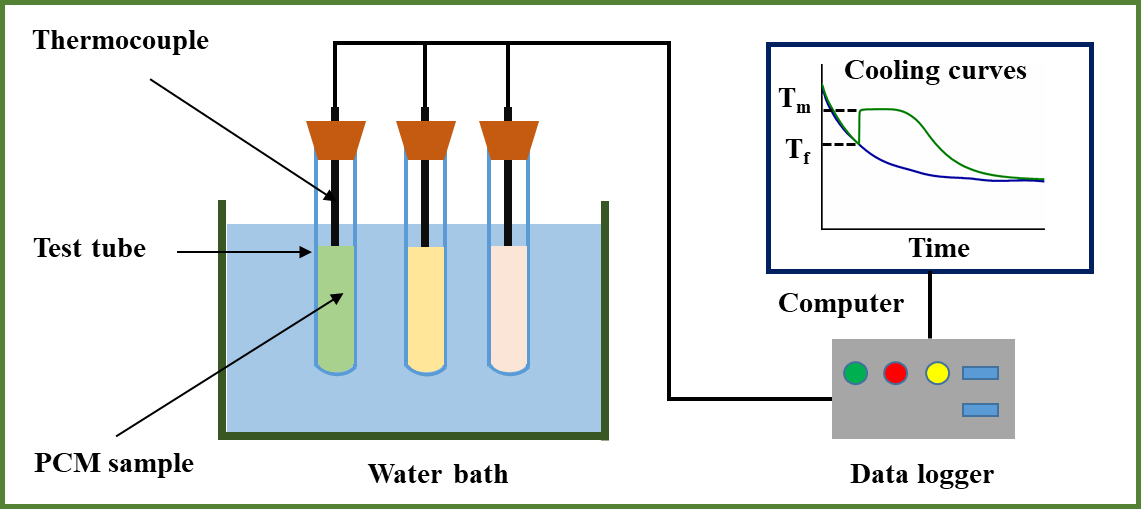 Thermocouple
Cooling curves
Tm
Tf
Test tube
Time
Computer
PCM sample
Water bath
Data logger